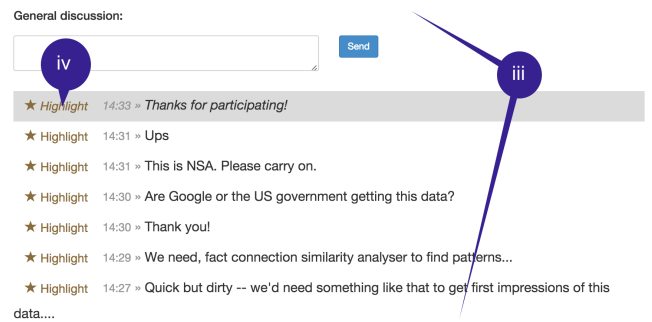 General discussion:
Send
iv
iii
★ Highlight 14:33 » Thanks for participating!
★ Highlight 14:31 » Ups
★ Highlight 14:31 » This is NSA. Please carry on.
★ Highlight 14:30 » Are Google or the US government getting this data?
★ Highlight 14:30 » Thank you!
★ Highlight 14:29 » We need, fact connection similarity analyser to find patterns...
★ Highlight 14:27 » Quick but dirty -- we'd need something like that to get first impressions of this
data....